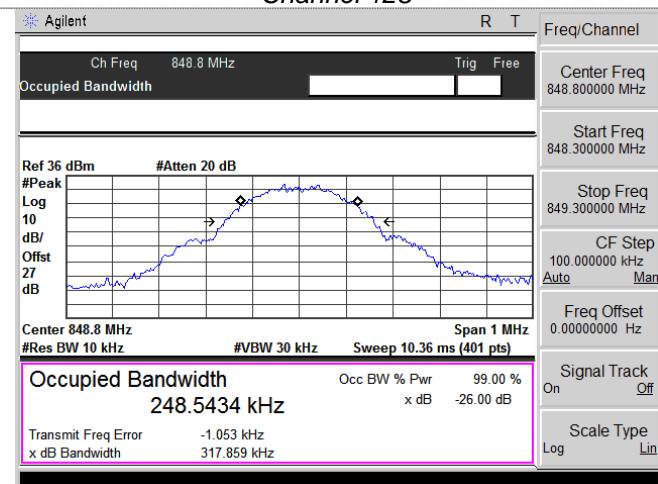 Agilent R T
Ch Freq 848.8 MHz Trig Free
Occupied Bandwidth
Ref 36 dBm #Atten 20 dB
#Peak
Log
10
dB/
Offst
27
dB
Center 848.8 MHz Span 1 MHz
#Res BW 10 kHz #VBW 30 kHz Sweep 10.36 ms (401 pts)
Occupied Bandwidth Occ BW % Pwr 99.00 %
248.5434 kHz x dB -26.00 dB
Transmit Freq Error -1.053 kHz
x dB Bandwidth 317.859 kHz
Freq/Channel
Center Freq
848.800000 MHz
Start Freq
848.300000 MHz
Stop Freq
849.300000 MHz
CF Step
100.000000 kHz
Auto Man
Freq Offset
0.00000000 Hz
Signal Track
On Off
Scale Type
Log Lin